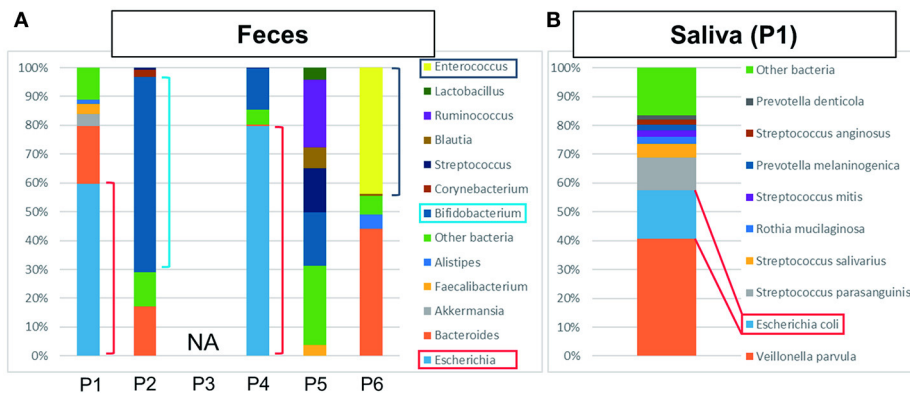 A
Feces
B
Saliva (P1)
100%
90%
80%
70%
60%
50%
40%
30%
20%
10%
0%
NA
P1 P2 P3 P4 P5 P6
Enterococcus
Lactobacillus
Ruminococcus
Blautia
Streptococcus
Corynebacterium
Bifidobacterium
Other bacteria
Alistipes
Faecalibacterium
Akkermansia
Bacteroides
Escherichia
100%
90%
80%
70%
60%
50%
40%
30%
20%
10%
0%
Other bacteria
Prevotella denticola
Streptococcus anginosus
Prevotella melaninogenica
Streptococcus mitis
Rothia mucilaginosa
Streptococcus salivarius
Streptococcus parasanguinis
Escherichia coli
Veillonella parvula